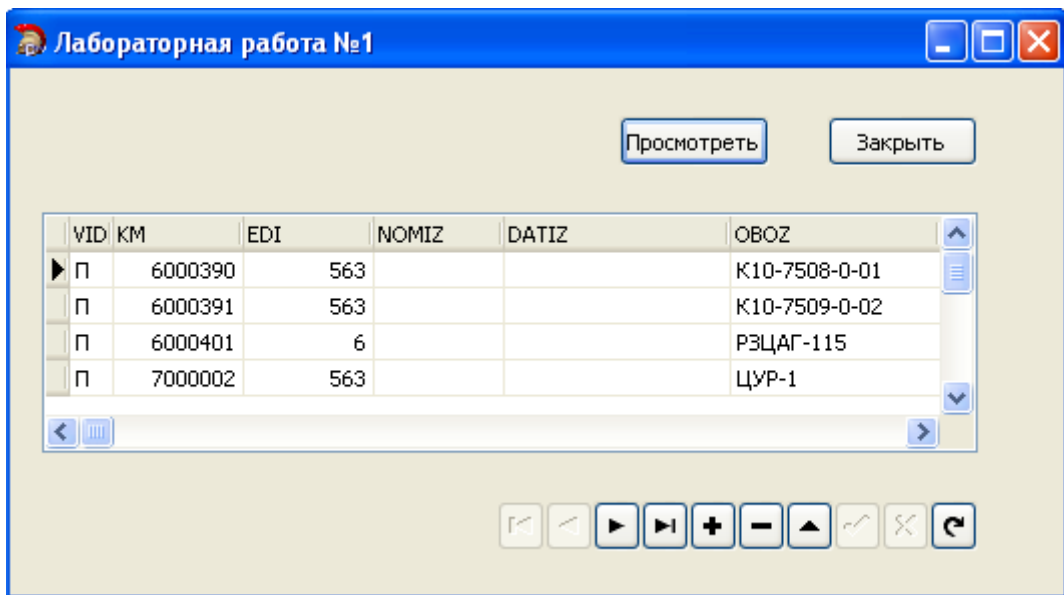 Лабораторная работа №1
Просмотреть Закрыть
VID KM EDI NOMIZ DATIZ OBOZ
П 6000390 563 К10-7508-0-01
П 6000391 563 К10-7509-0-02
П 6000401 6 РЗЦАГ-115
П 7000002 563 ЦУР-1